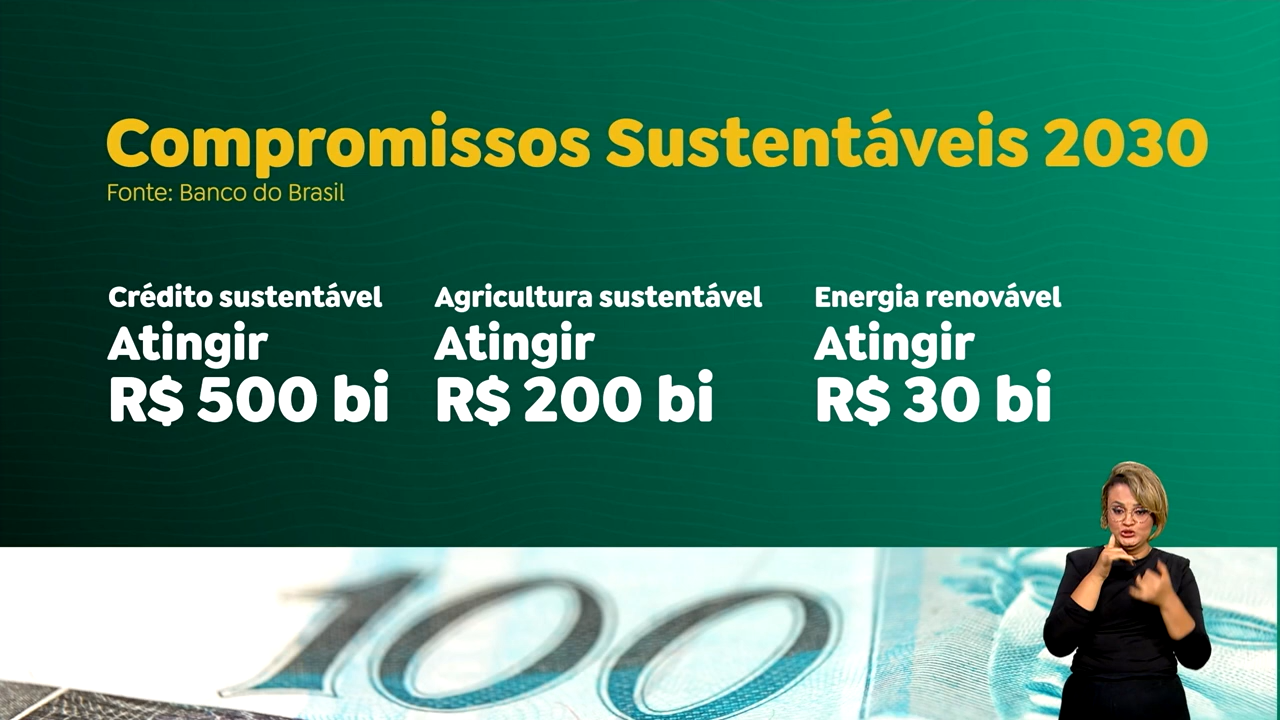 Compromissos Sustentáveis 2030
Fonte: Banco do Brasil
Crédito sustentável
Atingir
R$ 500 bi
Agricultura sustentável
Atingir
R$ 200 bi
Energia renovável
Atingir
R$ 30 bi
100